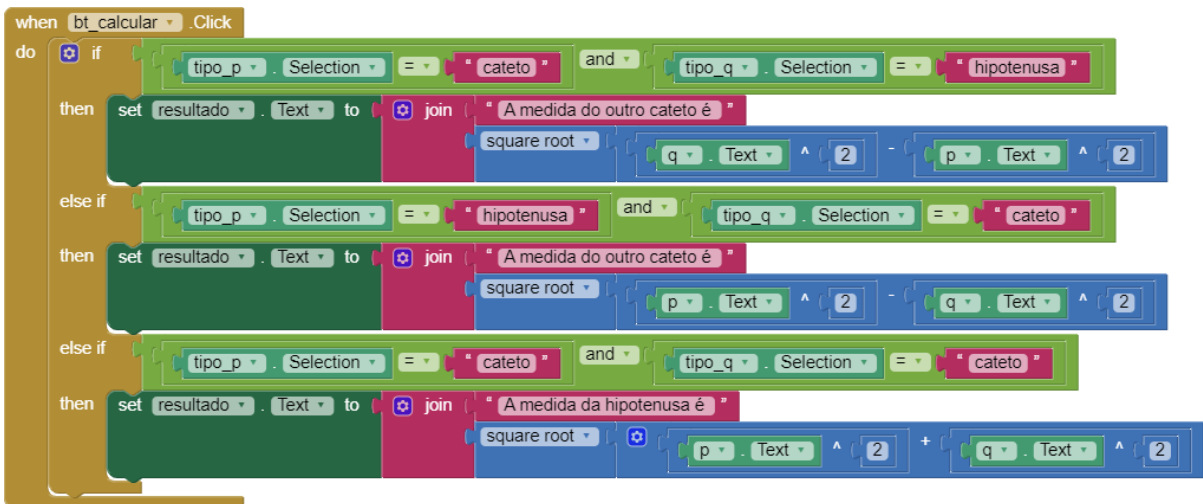 when bt_calcular .Click
do if tipo_p . Selection = " cateto " and tipo_q . Selection = " hipotenusa "
then set resultado . Text to join " A medida do outro cateto é "
square root q . Text ^ 2 - p . Text ^ 2
else if tipo_p . Selection = " hipotenusa " and tipo_q . Selection = " cateto "
then set resultado . Text to join " A medida do outro cateto é "
square root p . Text ^ 2 - q . Text ^ 2
else if tipo_p . Selection = " cateto " and tipo_q . Selection = " cateto "
then set resultado . Text to join " A medida da hipotenusa é "
square root p . Text ^ 2 + q . Text ^ 2